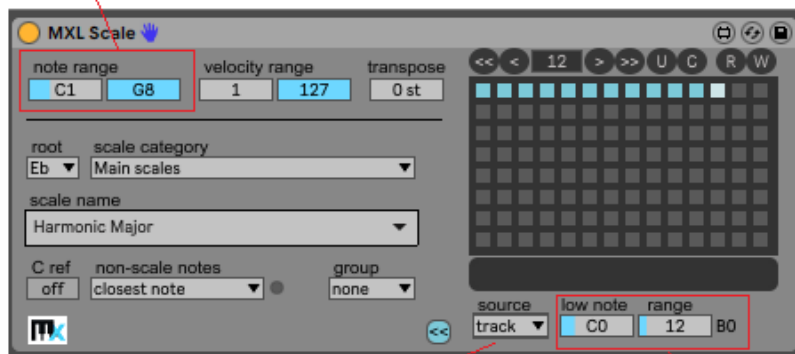 MXL Scale
note range velocity range transpose
C1 G8 1 127 0 st
<< < 12 > >> U C R W
root scale category
Eb Main scales
scale name
Harmonic Major
C ref non-scale notes group
off closest note none
mx <<
source low note range
track C0 12 B0